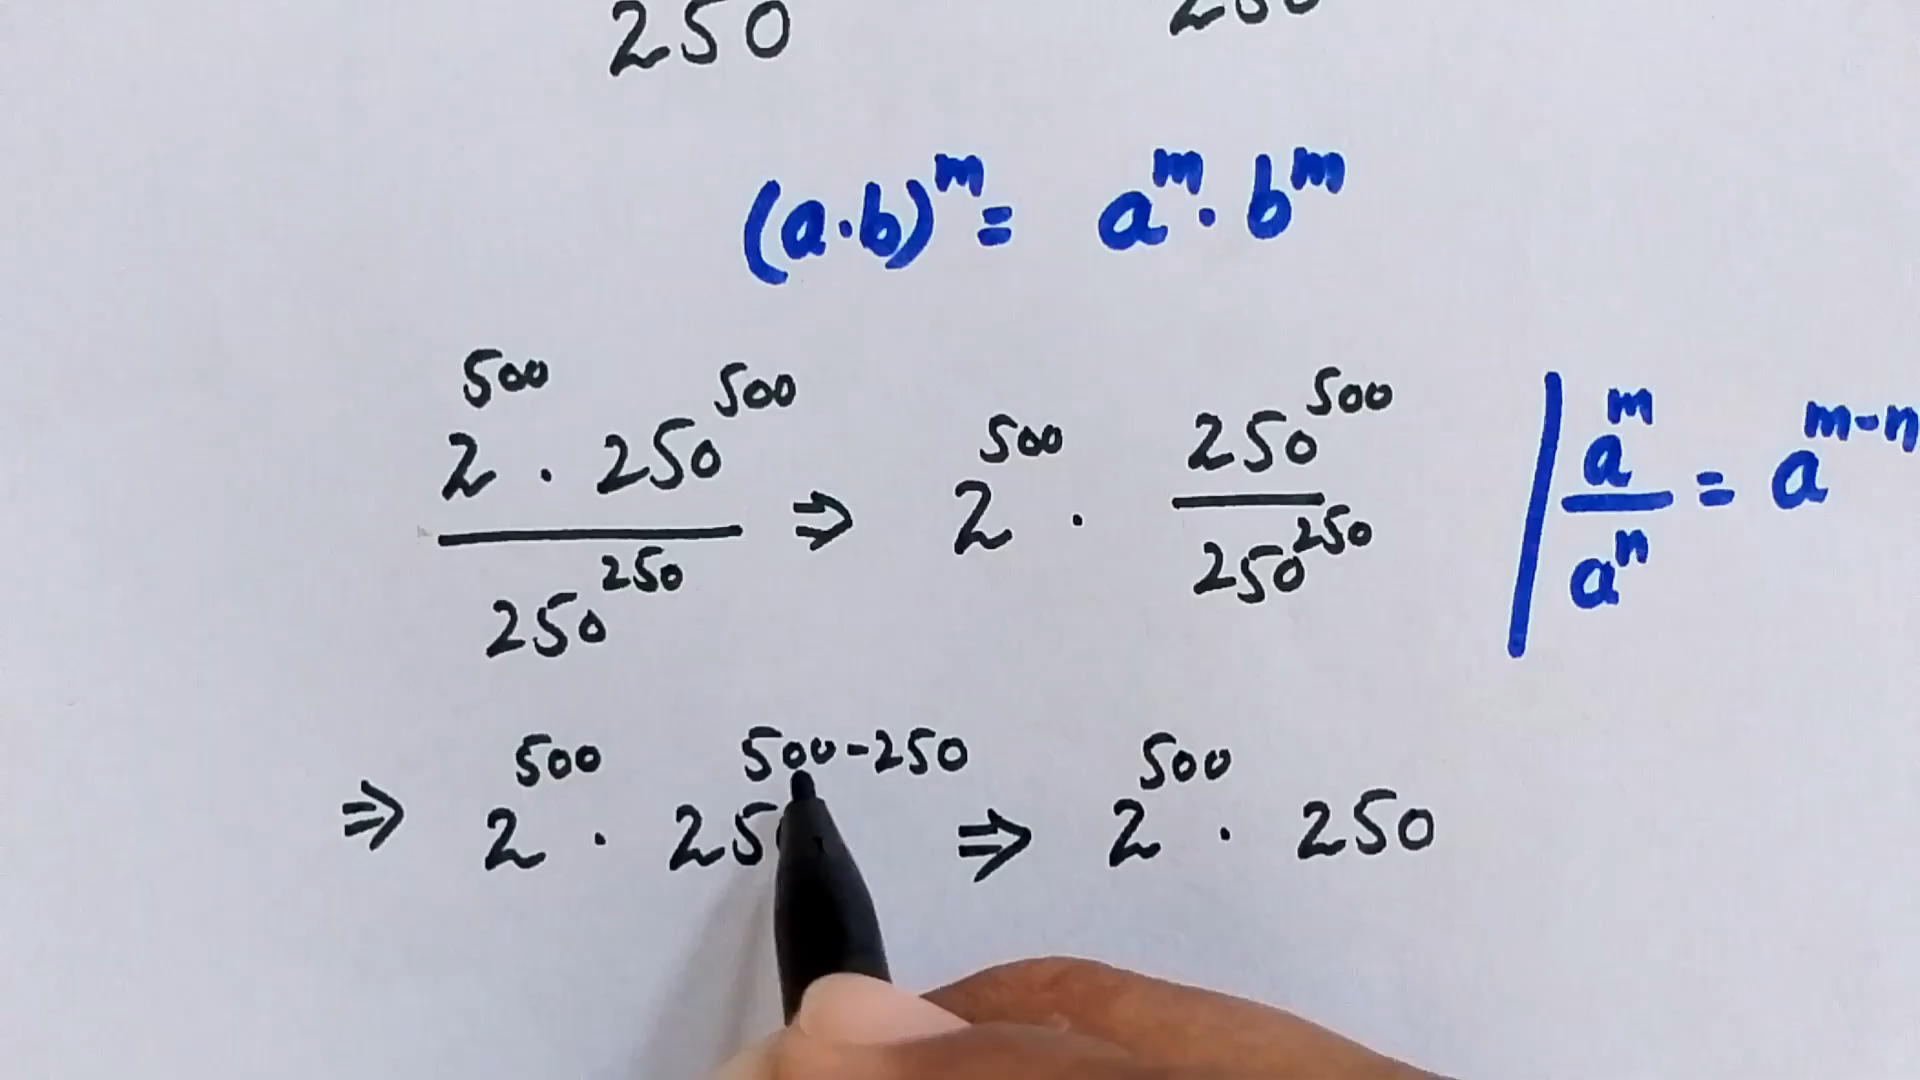 250 250
(a·b)^m = a^m · b^m
2^500 · 250^500 / 250^250 ⇒ 2^500 · 250^500 / 250^250 | a^m / a^n = a^m-n
⇒ 2^500 · 25 ^500-250 ⇒ 2^500 · 250